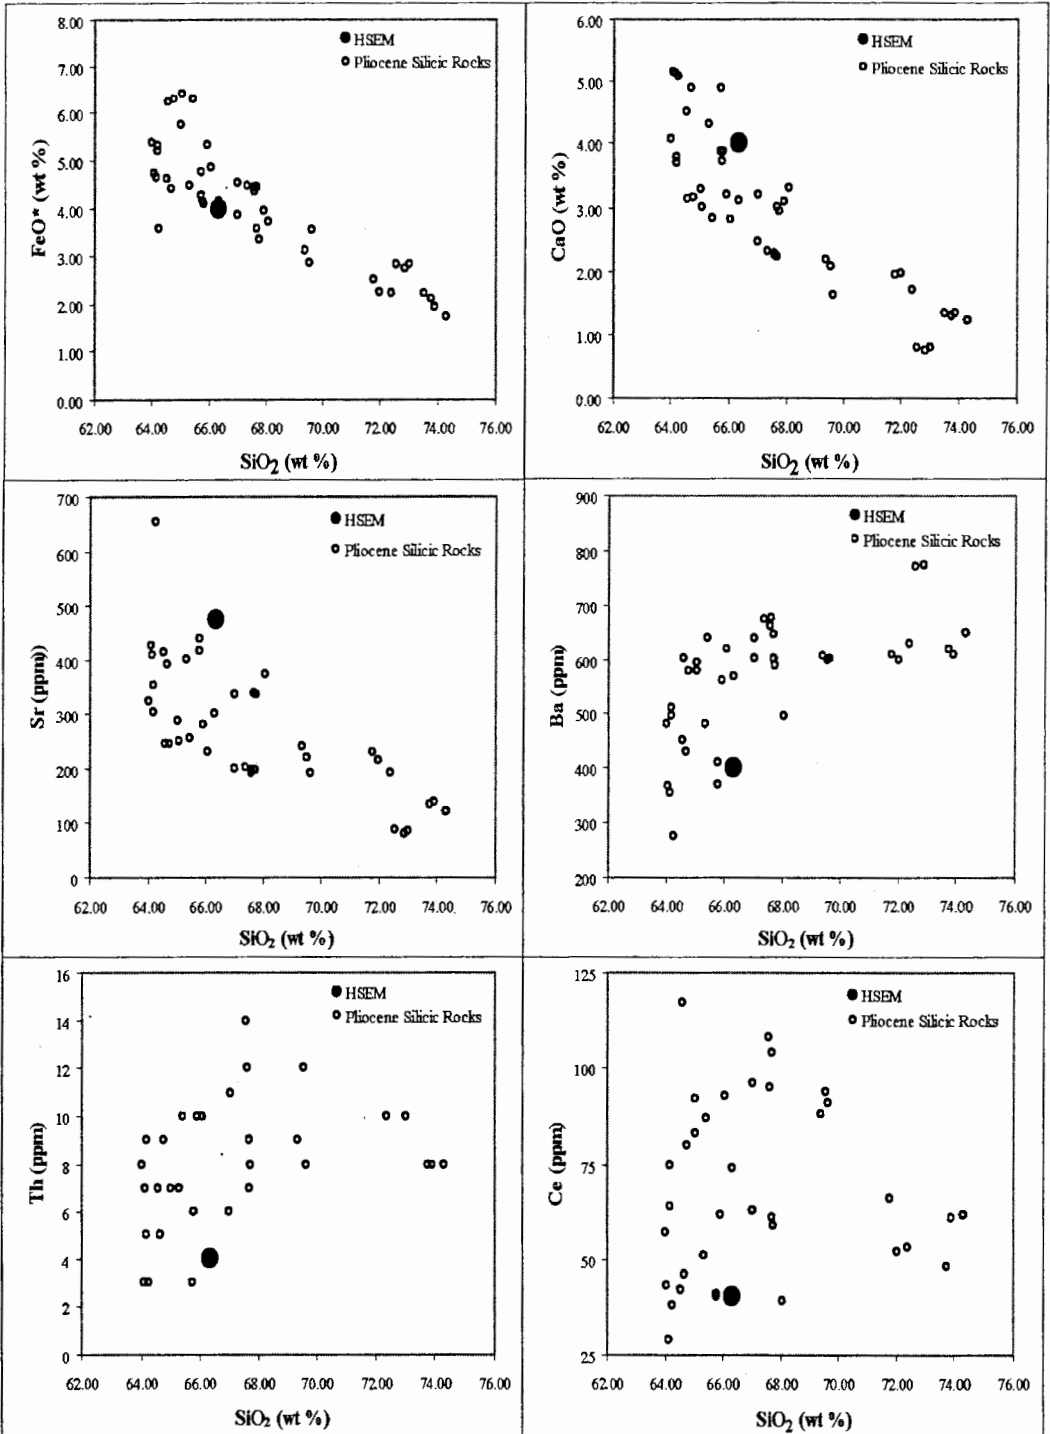 8.00
7.00
6.00
5.00
4.00
3.00
2.00
1.00
0.00
FeO* (wt %)
HSEM
Pliocene Silicic Rocks
62.00 64.00 66.00 68.00 70.00 72.00 74.00 76.00
SiO2 (wt %)
6.00
5.00
4.00
3.00
2.00
1.00
0.00
CaO (wt %)
HSEM
Pliocene Silicic Rocks
62.00 64.00 66.00 68.00 70.00 72.00 74.00 76.00
SiO2 (wt %)
700
600
500
400
300
200
100
0
Sr (ppm))
HSEM
Pliocene Silicic Rocks
62.00 64.00 66.00 68.00 70.00 72.00 74.00 76.00
SiO2 (wt %)
900
800
700
600
500
400
300
200
Ba (ppm)
HSEM
Pliocene Silicic Rocks
62.00 64.00 66.00 68.00 70.00 72.00 74.00 76.00
SiO2 (wt %)
16
14
12
10
8
6
4
2
0
Th (ppm)
HSEM
Pliocene Silicic Rocks
62.00 64.00 66.00 68.00 70.00 72.00 74.00 76.00
SiO2 (wt %)
125
100
75
50
25
Ce (ppm)
HSEM
Pliocene Silicic Rocks
62.00 64.00 66.00 68.00 70.00 72.00 74.00 76.00
SiO2 (wt %)